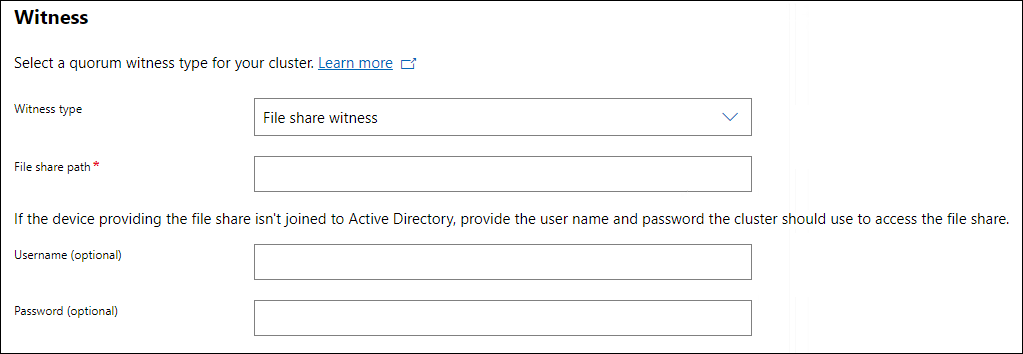 Witness
Select a quorum witness type for your cluster. Learn more
Witness type
File share witness
File share path *
If the device providing the file share isn't joined to Active Directory, provide the user name and password the cluster should use to access the file share.
Username (optional)
Password (optional)